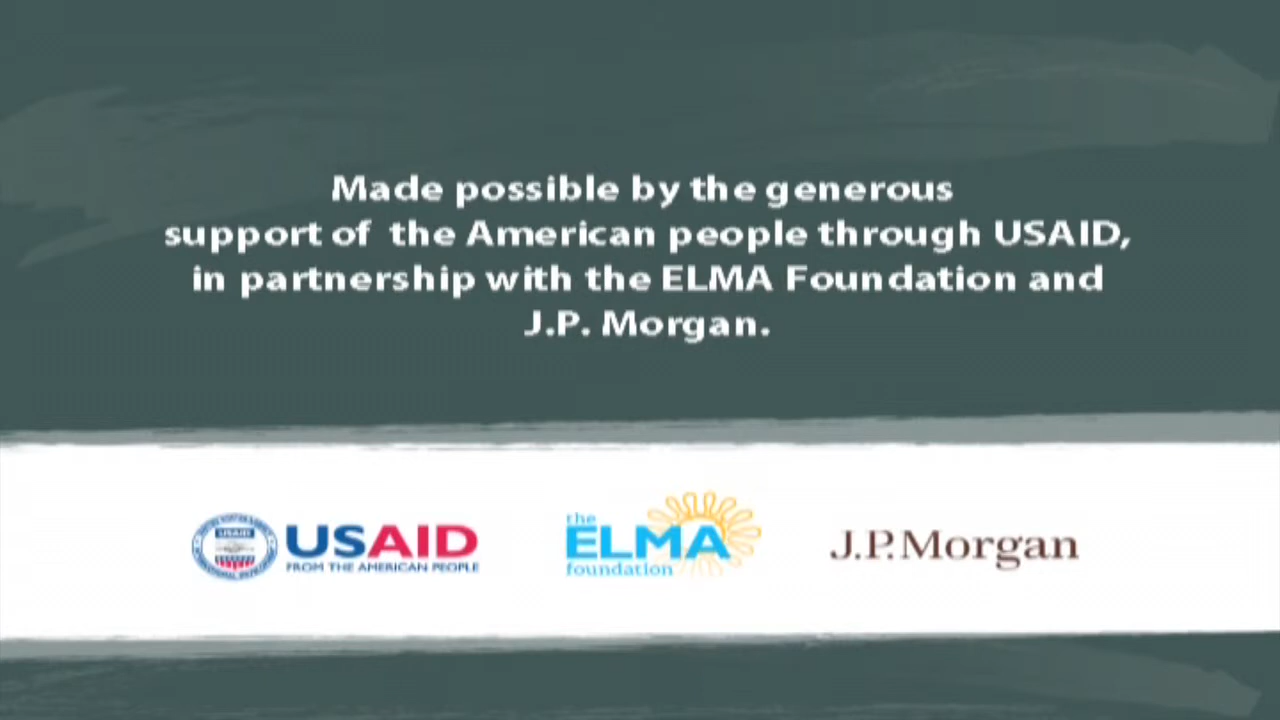 Made possible by the generous
support of the American people through USAID,
in partnership with the ELMA Foundation and
J.P. Morgan.
USAID
USAID
FROM THE AMERICAN PEOPLE
the
ELMA
foundation
J.P.Morgan